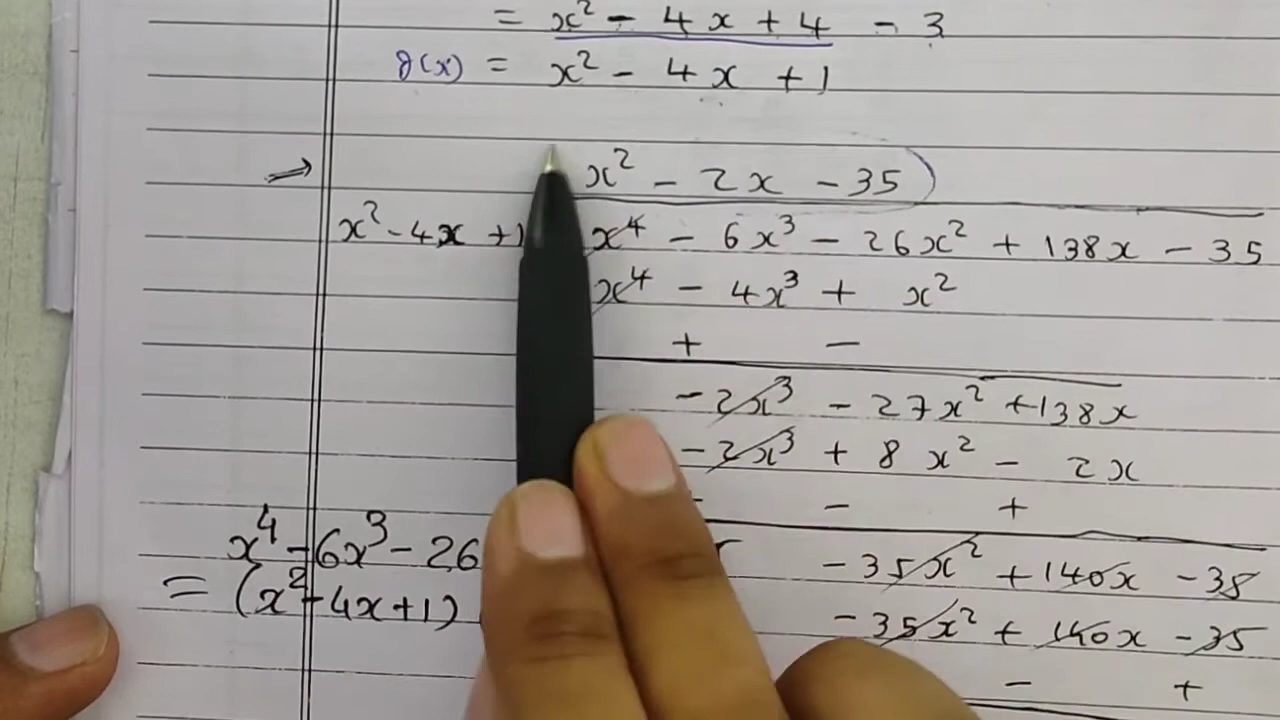 = x² - 4x + 4 - 3
g(x) = x² - 4x + 1
⇒ x² - 2x - 35
x² - 4x + 1 x⁴ - 6x³ - 26x² + 138x - 35
x⁴ - 4x³ + x²
+ -
- 2x³ - 27x² + 138x
- 2x³ + 8x² - 2x
- - +
x⁴ - 6x³ - 26
- 35x² + 140x - 35
= (x² - 4x + 1)
- 35x² + 140x - 35
- +